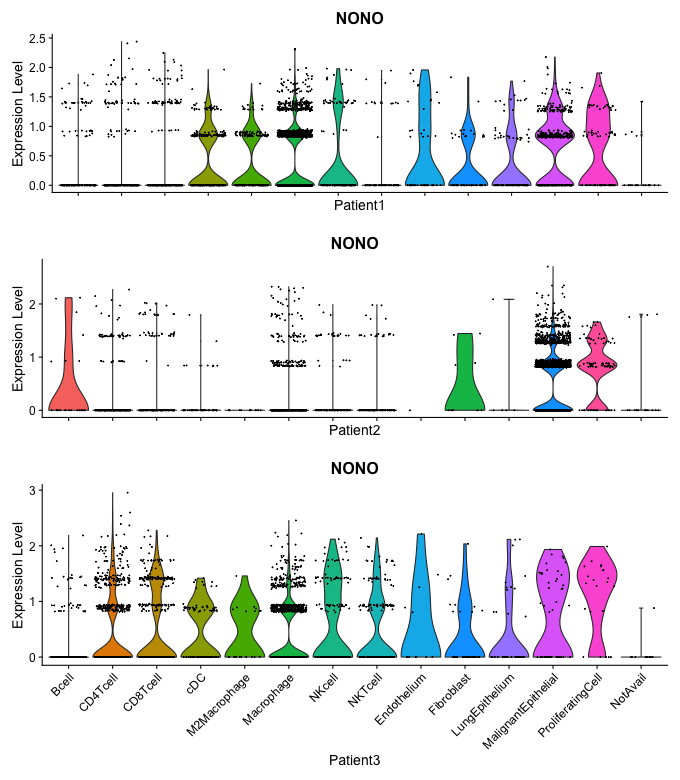 NONO
Expression Level
2.5
2.0
1.5
1.0
0.5
0.0
Patient1
NONO
Expression Level
2
1
0
Patient2
NONO
Expression Level
3
2
1
0
Bcell
CD4Tcell
CD8Tcell
cDC
M2Macrophage
Macrophage
NKcell
NKTcell
Endothelium
Fibroblast
LungEpithelium
MalignantEpithelial
ProliferatingCell
NotAvail
Patient3